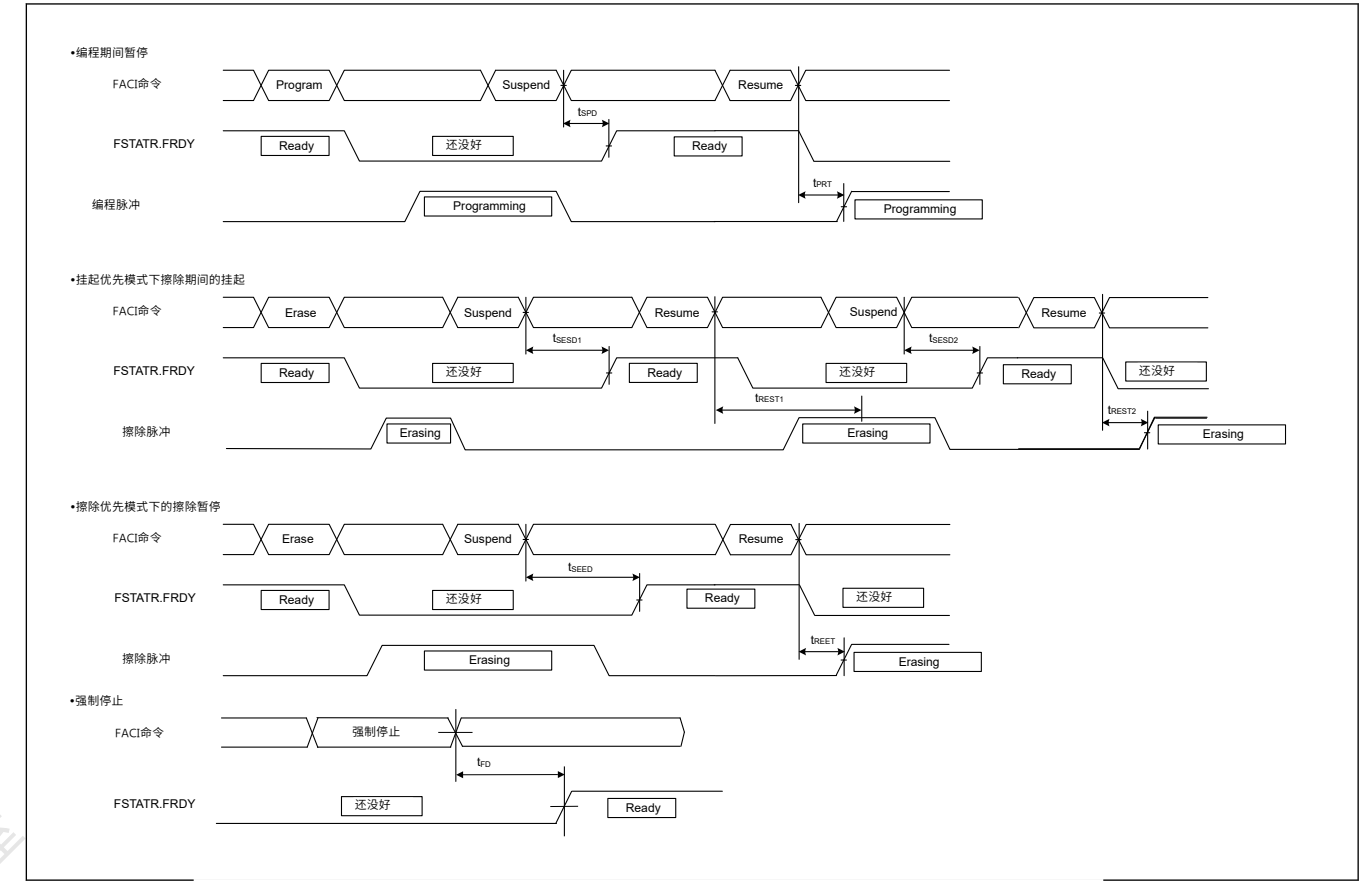 •编程期间暂停
FACI命令 Program Suspend Resume
tSPD
FSTATR.FRDY Ready 还没好 Ready
tPRT
编程脉冲 Programming Programming
•挂起优先模式下擦除期间的挂起
FACI命令 Erase Suspend Resume Suspend Resume
tSESD1 tSESD2
FSTATR.FRDY Ready 还没好 Ready 还没好 Ready 还没好
tREST1 tREST2
擦除脉冲 Erasing Erasing Erasing
•擦除优先模式下的擦除暂停
FACI命令 Erase Suspend Resume
tSEED
FSTATR.FRDY Ready 还没好 Ready 还没好
tREET
擦除脉冲 Erasing Erasing
•强制停止
FACI命令 强制停止
tFD
FSTATR.FRDY 还没好 Ready